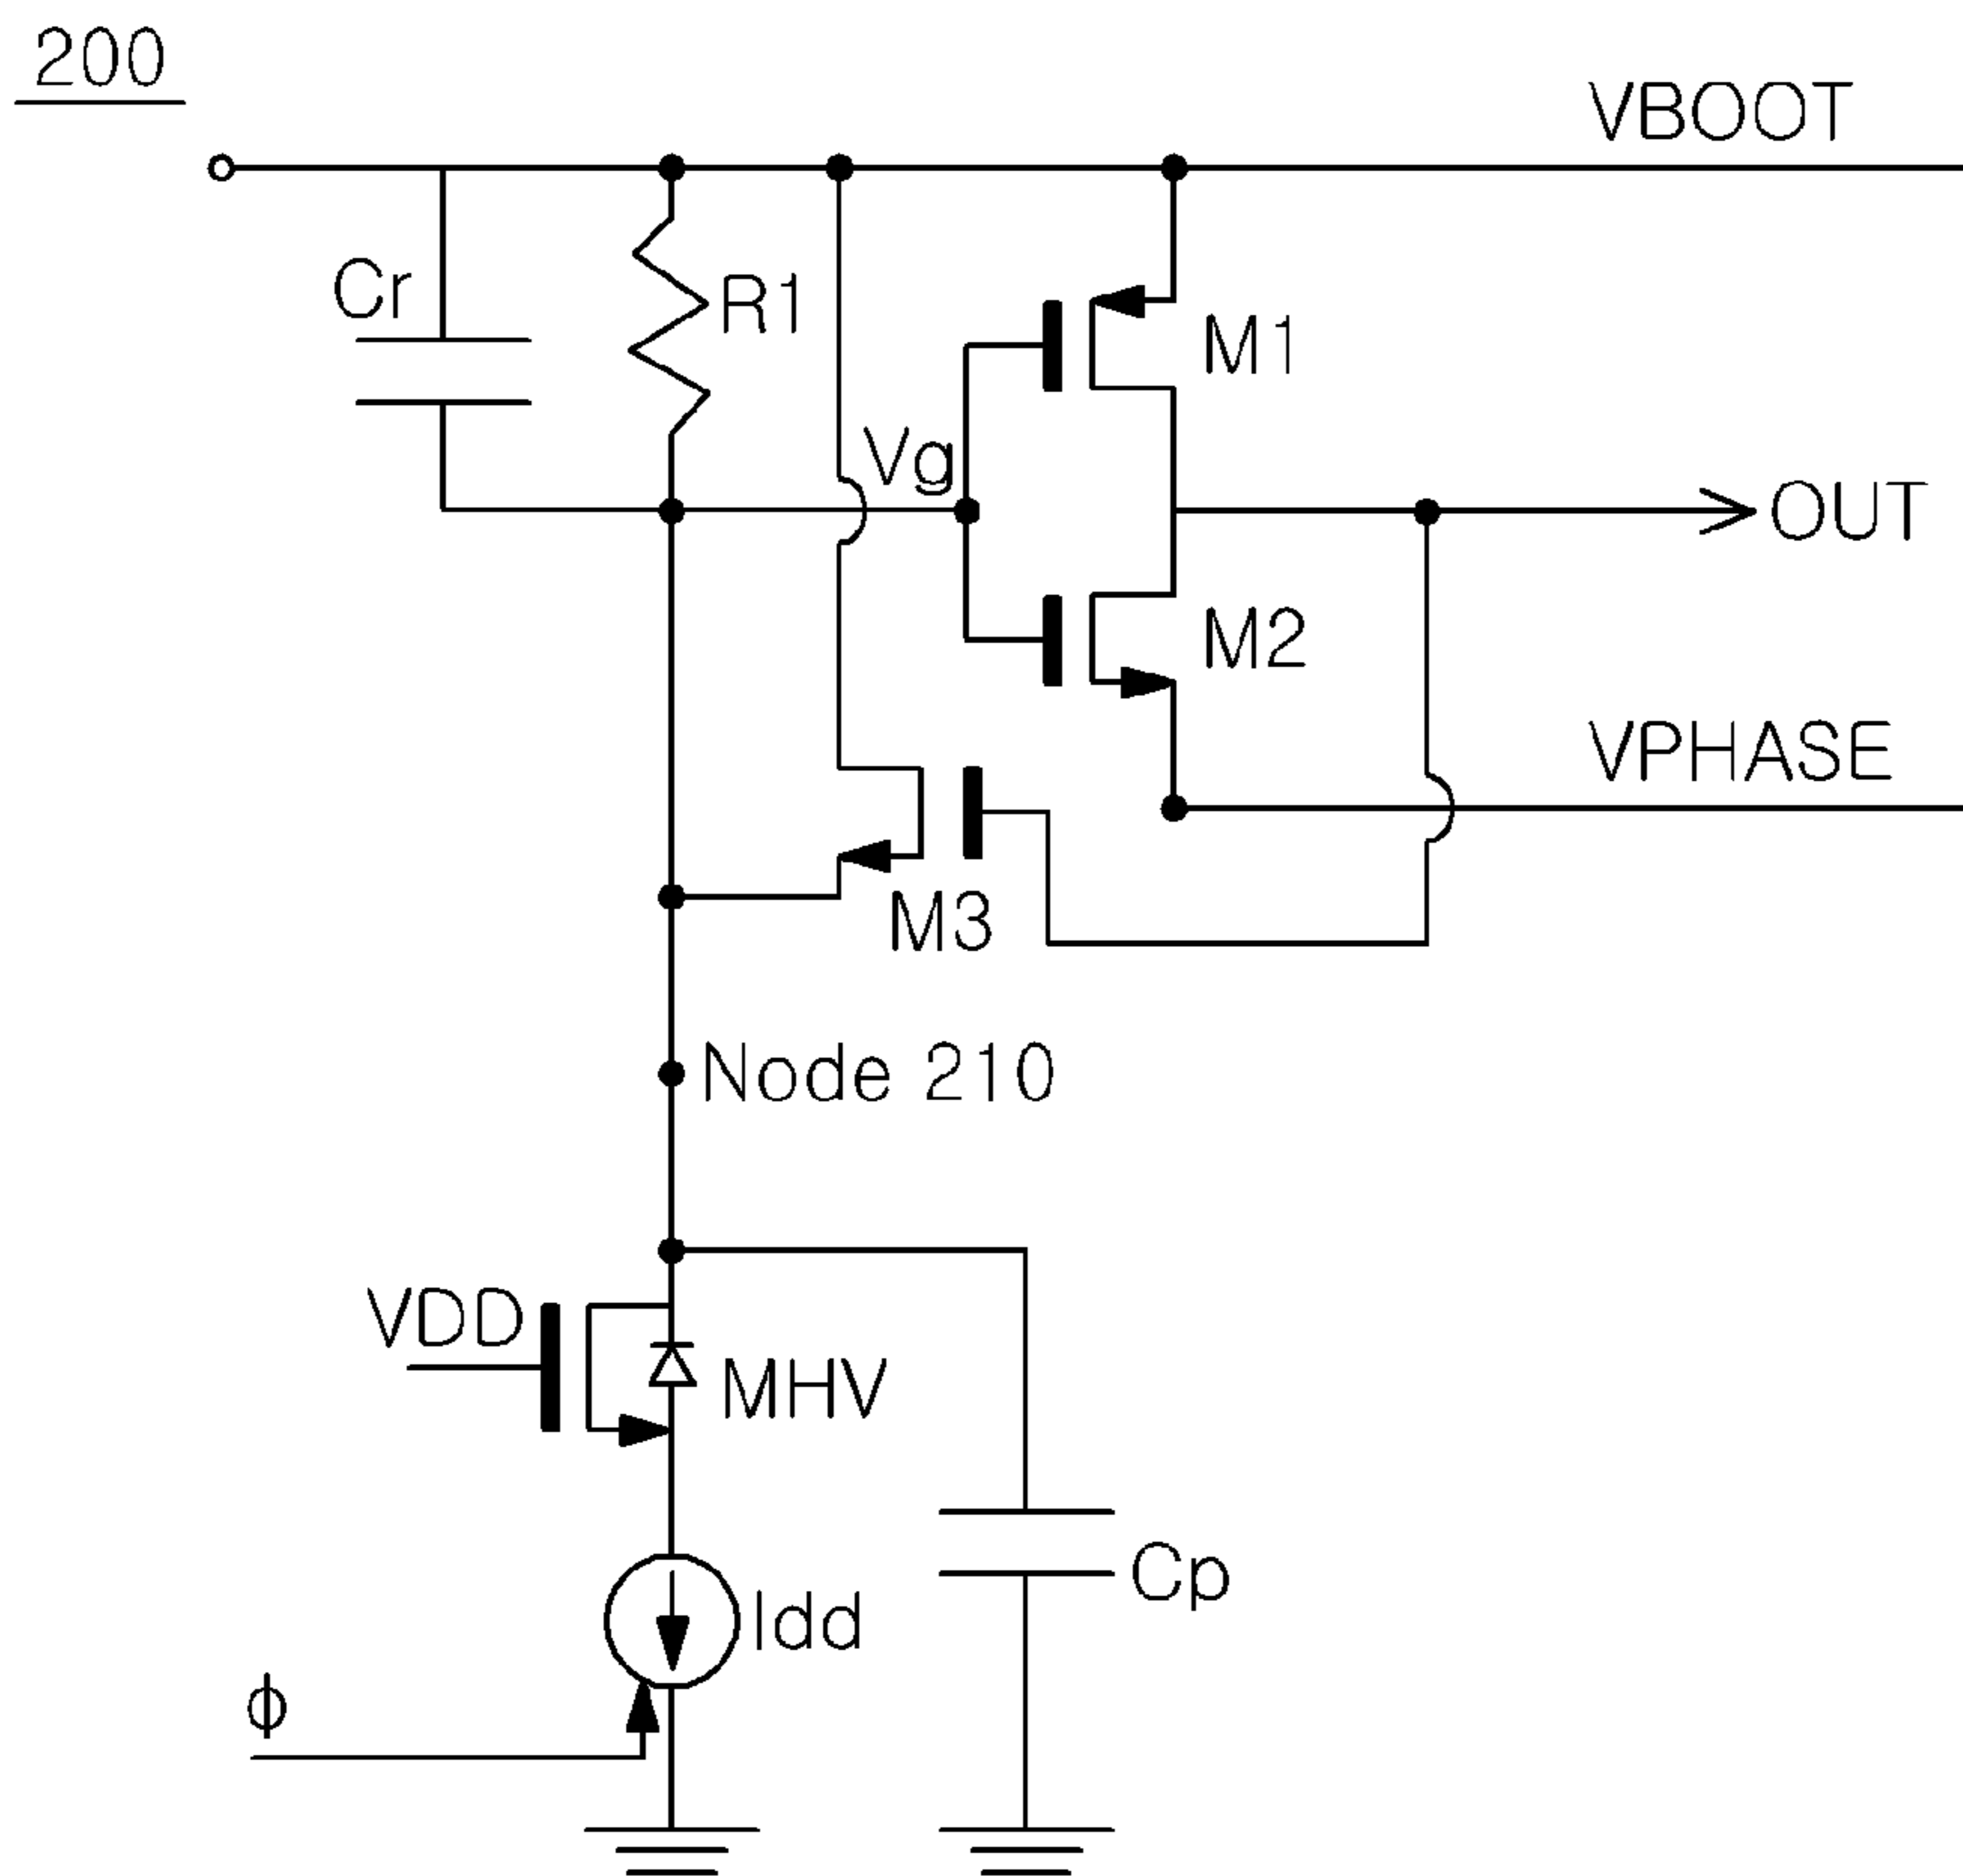 200
VBOOT
Cr
R1
M1
Vg
OUT
M2
VPHASE
M3
Node 210
VDD
MHV
Cp
Idd
ϕ